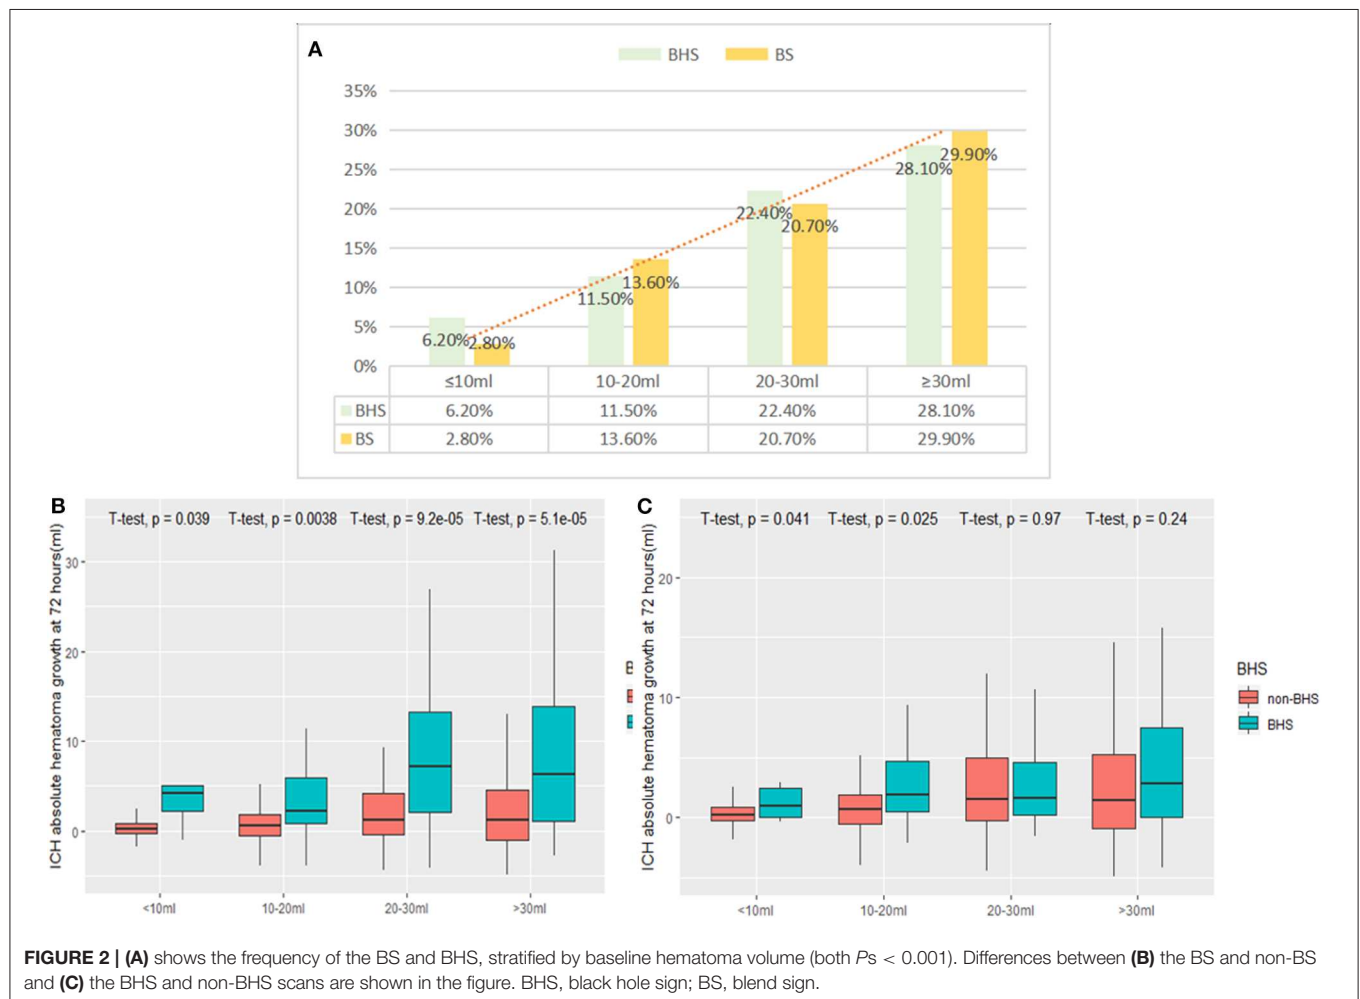 A
BHS BS
35%
30%
25%
20%
15%
10%
5%
0%
6.20% 2.80% 11.50% 13.60% 22.40% 20.70% 28.10% 29.90%
≤10ml 10-20ml 20-30ml ≥30ml
BHS 6.20% 11.50% 22.40% 28.10%
BS 2.80% 13.60% 20.70% 29.90%
B
T-test, p = 0.039 T-test, p = 0.0038 T-test, p = 9.2e-05 T-test, p = 5.1e-05
ICH absolute hematoma growth at 72 hours(ml)
30
20
10
0
<10ml 10-20ml 20-30ml >30ml
C
T-test, p = 0.041 T-test, p = 0.025 T-test, p = 0.97 T-test, p = 0.24
ICH absolute hematoma growth at 72 hours(ml)
20
10
0
<10ml 10-20ml 20-30ml >30ml
BHS
non-BHS
BHS
FIGURE 2 | (A) shows the frequency of the BS and BHS, stratified by baseline hematoma volume (both Ps < 0.001). Differences between (B) the BS and non-BS
and (C) the BHS and non-BHS scans are shown in the figure. BHS, black hole sign; BS, blend sign.